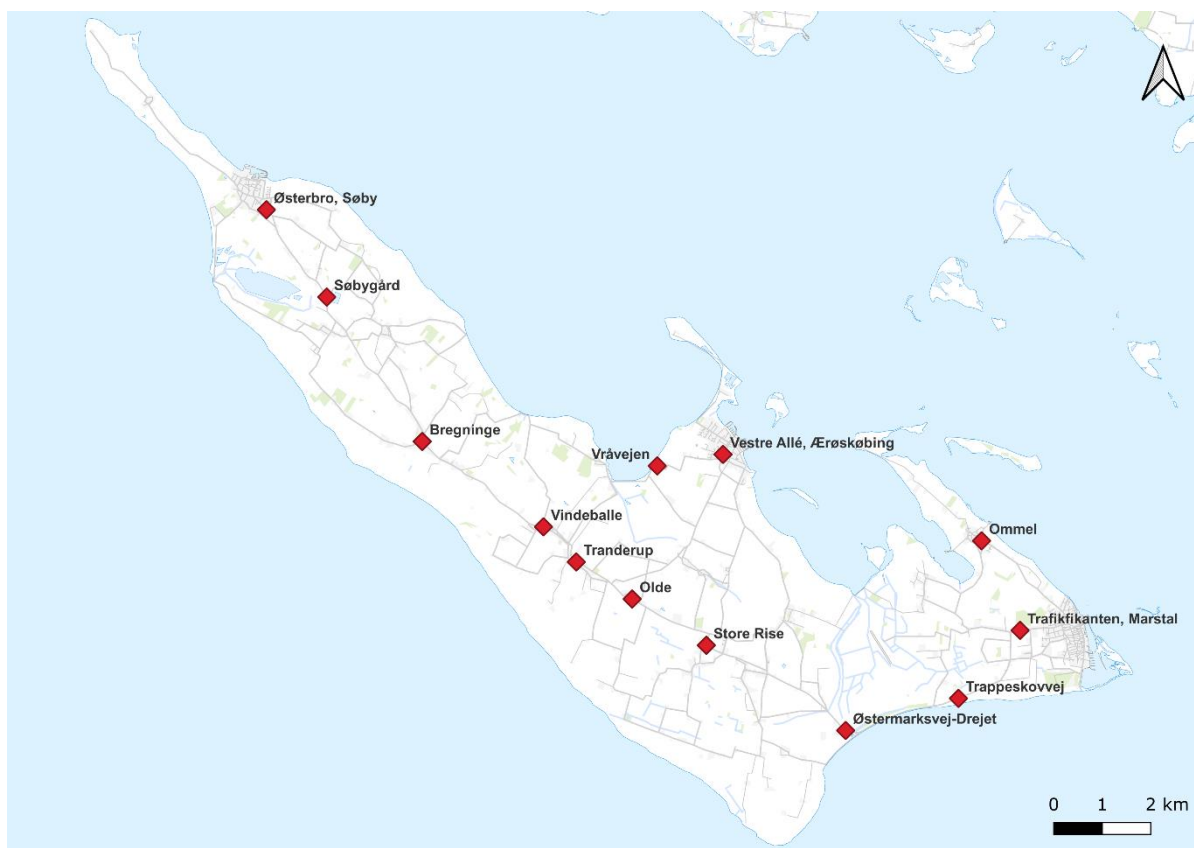 Østerbro, Søby
Søbygård
Bregninge
Vråvejen
Vestre Allé, Ærøskøbing
Vindeballe
Ommel
Tranderup
Olde
Trafikfikanten, Marstal
Store Rise
Trappeskovvej
Østermarksvej-Drejet
0 1 2 km